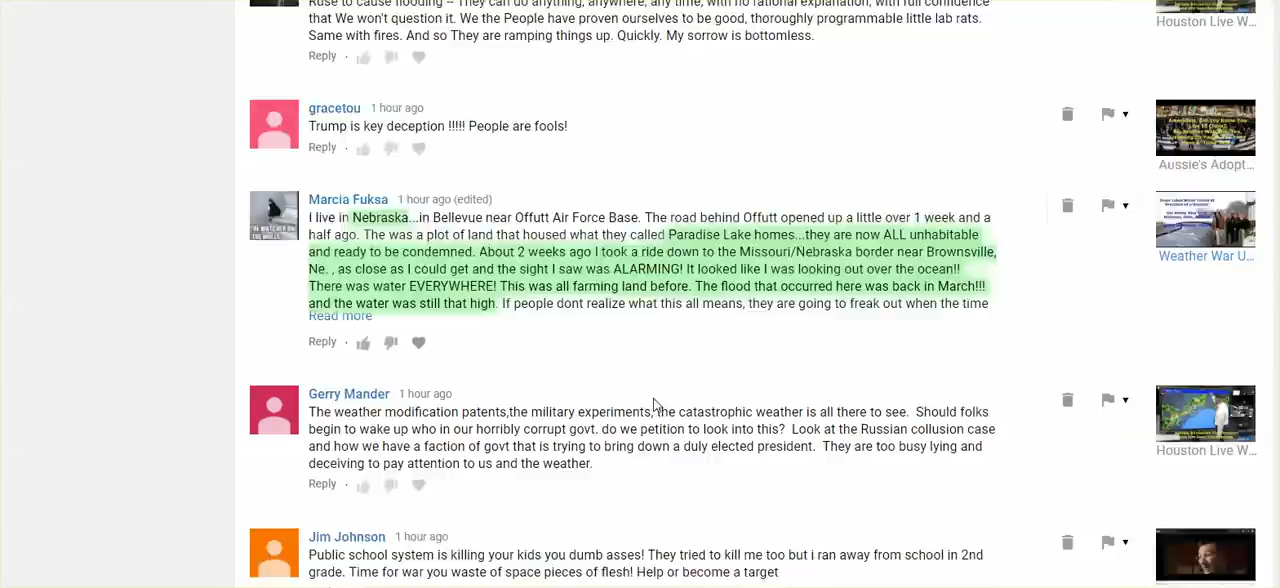 Ruse to cause flooding -- They can do anything, anywhere, any time, with no rational explanation, with full confidence
that We won't question it. We the People have proven ourselves to be good, thoroughly programmable little lab rats.
Same with fires. And so They are ramping things up. Quickly. My sorrow is bottomless.
Reply
Houston Live W...
gracetou 1 hour ago
Trump is key deception !!!!! People are fools!
Reply
Aussie's Adopt...
Marcia Fuksa 1 hour ago (edited)
I live in Nebraska...in Bellevue near Offutt Air Force Base. The road behind Offutt opened up a little over 1 week and a
half ago. The was a plot of land that housed what they called Paradise Lake homes...they are now ALL unhabitable
and ready to be condemned. About 2 weeks ago I took a ride down to the Missouri/Nebraska border near Brownsville,
Ne. , as close as I could get and the sight I saw was ALARMING! It looked like I was looking out over the ocean!!
There was water EVERYWHERE! This was all farming land before. The flood that occurred here was back in March!!!
and the water was still that high. If people dont realize what this all means, they are going to freak out when the time
Read more
Reply
Weather War U...
Gerry Mander 1 hour ago
The weather modification patents,the military experiments, the catastrophic weather is all there to see. Should folks
begin to wake up who in our horribly corrupt govt. do we petition to look into this? Look at the Russian collusion case
and how we have a faction of govt that is trying to bring down a duly elected president. They are too busy lying and
deceiving to pay attention to us and the weather.
Reply
Houston Live W...
Jim Johnson 1 hour ago
Public school system is killing your kids you dumb asses! They tried to kill me too but i ran away from school in 2nd
grade. Time for war you waste of space pieces of flesh! Help or become a target